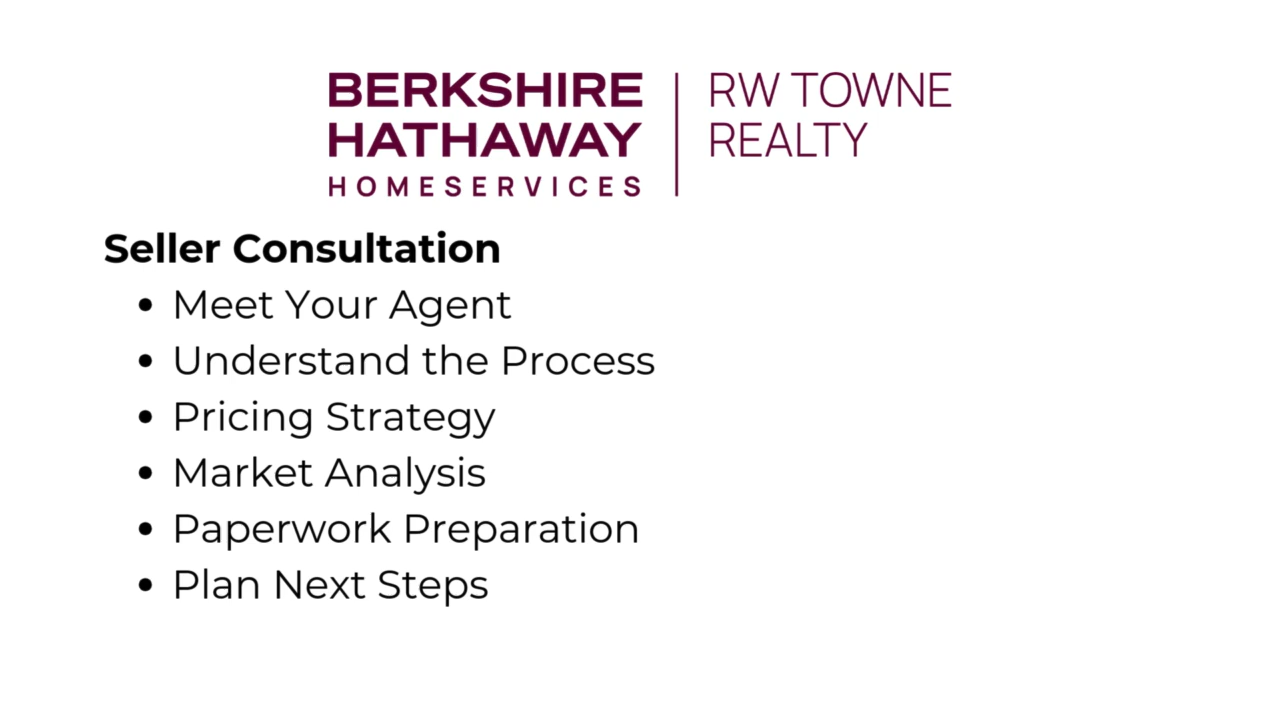 BERKSHIRE
HATHAWAY
HOMESERVICES
RW TOWNE
REALTY
Seller Consultation
• Meet Your Agent
• Understand the Process
• Pricing Strategy
• Market Analysis
• Paperwork Preparation
• Plan Next Steps